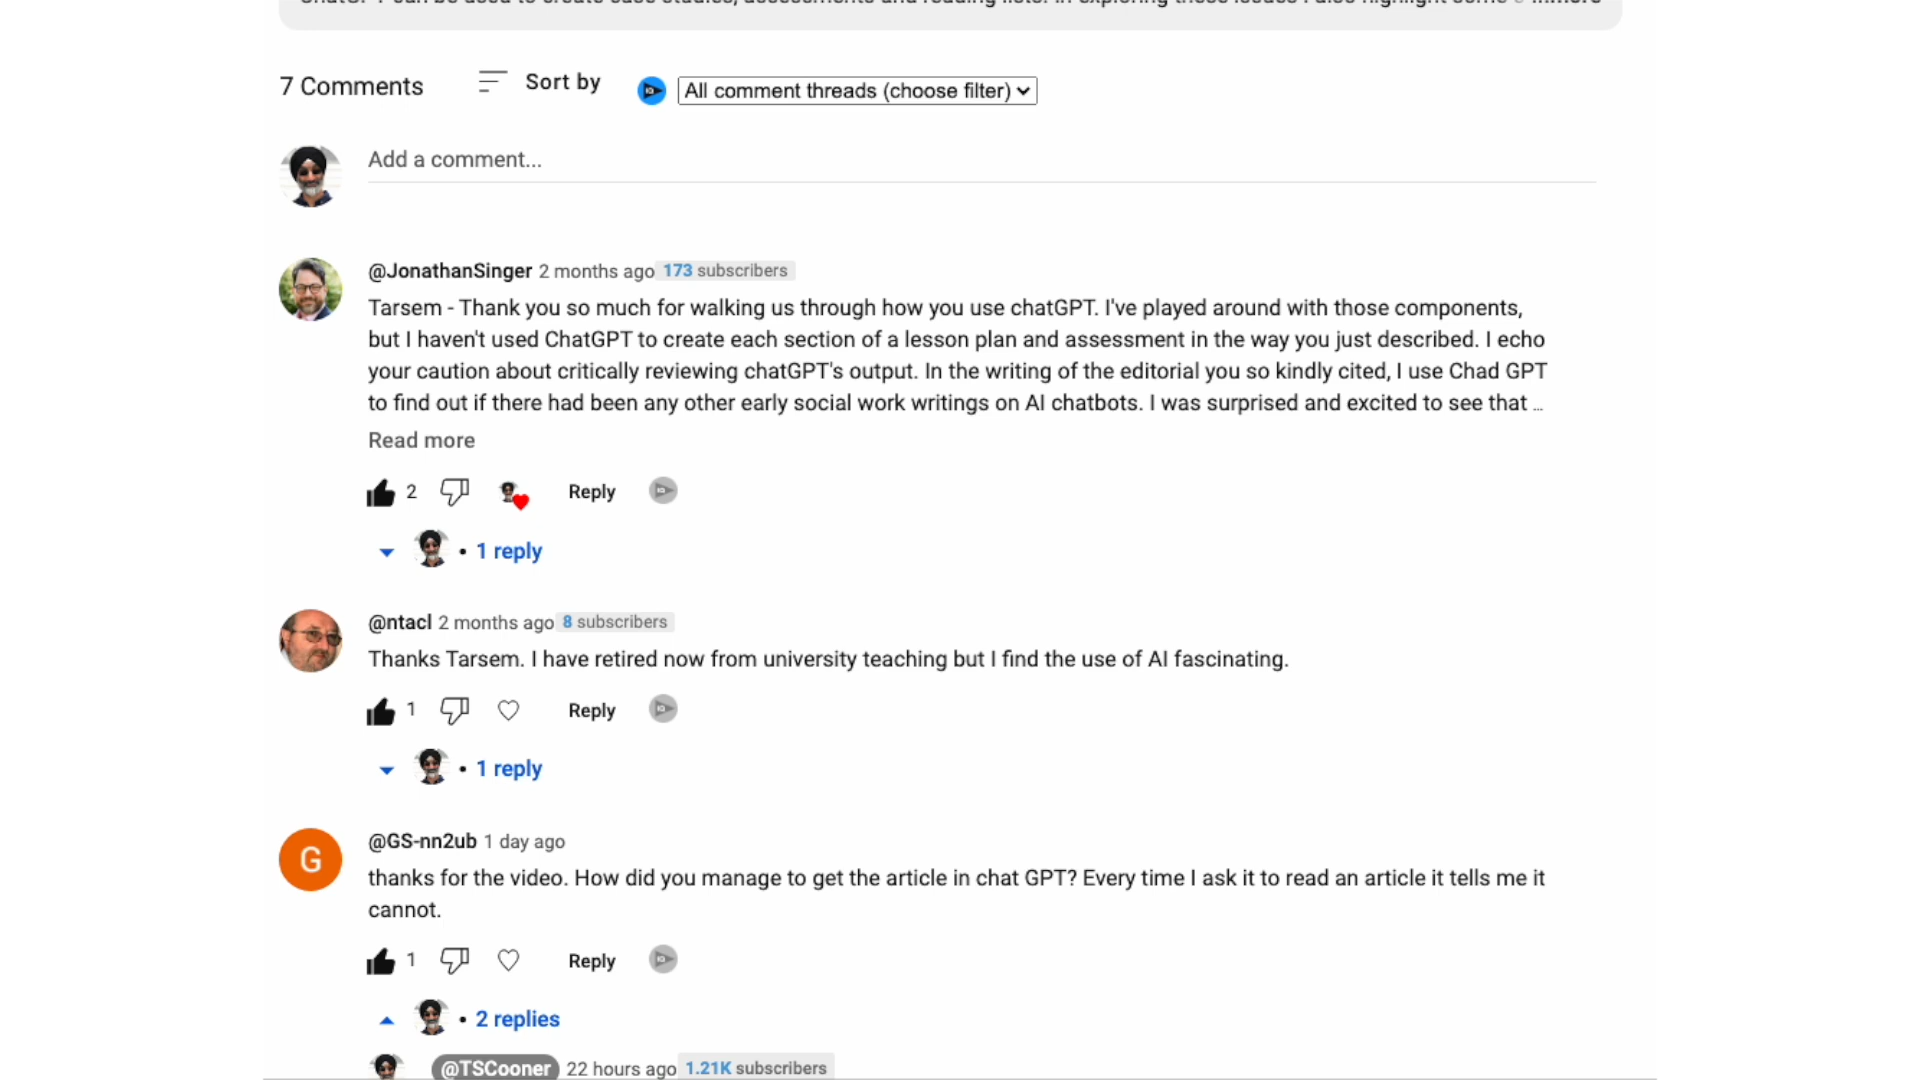 7 Comments
Sort by
All comment threads (choose filter)
Add a comment...
@JonathanSinger 2 months ago 173 subscribers
Tarsem - Thank you so much for walking us through how you use chatGPT. I've played around with those components,
but I haven't used ChatGPT to create each section of a lesson plan and assessment in the way you just described. I echo
your caution about critically reviewing chatGPT's output. In the writing of the editorial you so kindly cited, I use Chad GPT
to find out if there had been any other early social work writings on AI chatbots. I was surprised and excited to see that ...
Read more
2
Reply
• 1 reply
@ntacl 2 months ago 8 subscribers
Thanks Tarsem. I have retired now from university teaching but I find the use of AI fascinating.
1
Reply
• 1 reply
G
@GS-nn2ub 1 day ago
thanks for the video. How did you manage to get the article in chat GPT? Every time I ask it to read an article it tells me it
cannot.
1
Reply
• 2 replies
@TSCooner 22 hours ago 1.21K subscribers